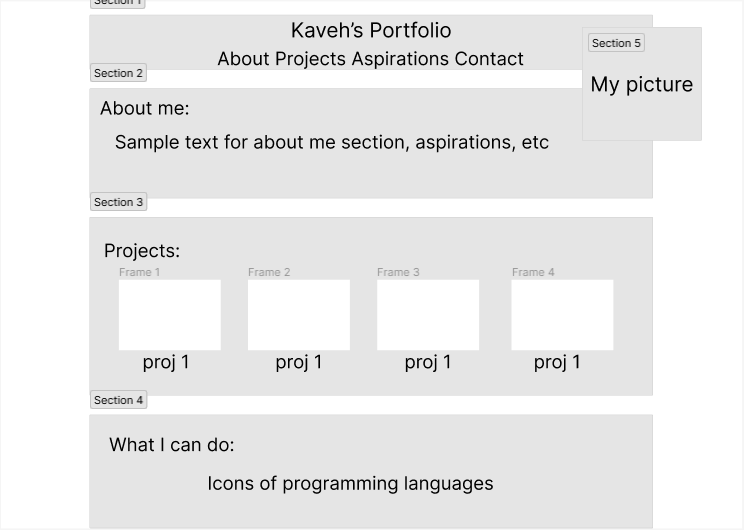 Section 1
Kaveh's Portfolio
About Projects Aspirations Contact
Section 5
My picture
Section 2
About me:
Sample text for about me section, aspirations, etc
Section 3
Projects:
Frame 1 Frame 2 Frame 3 Frame 4
proj 1 proj 1 proj 1 proj 1
Section 4
What I can do:
Icons of programming languages